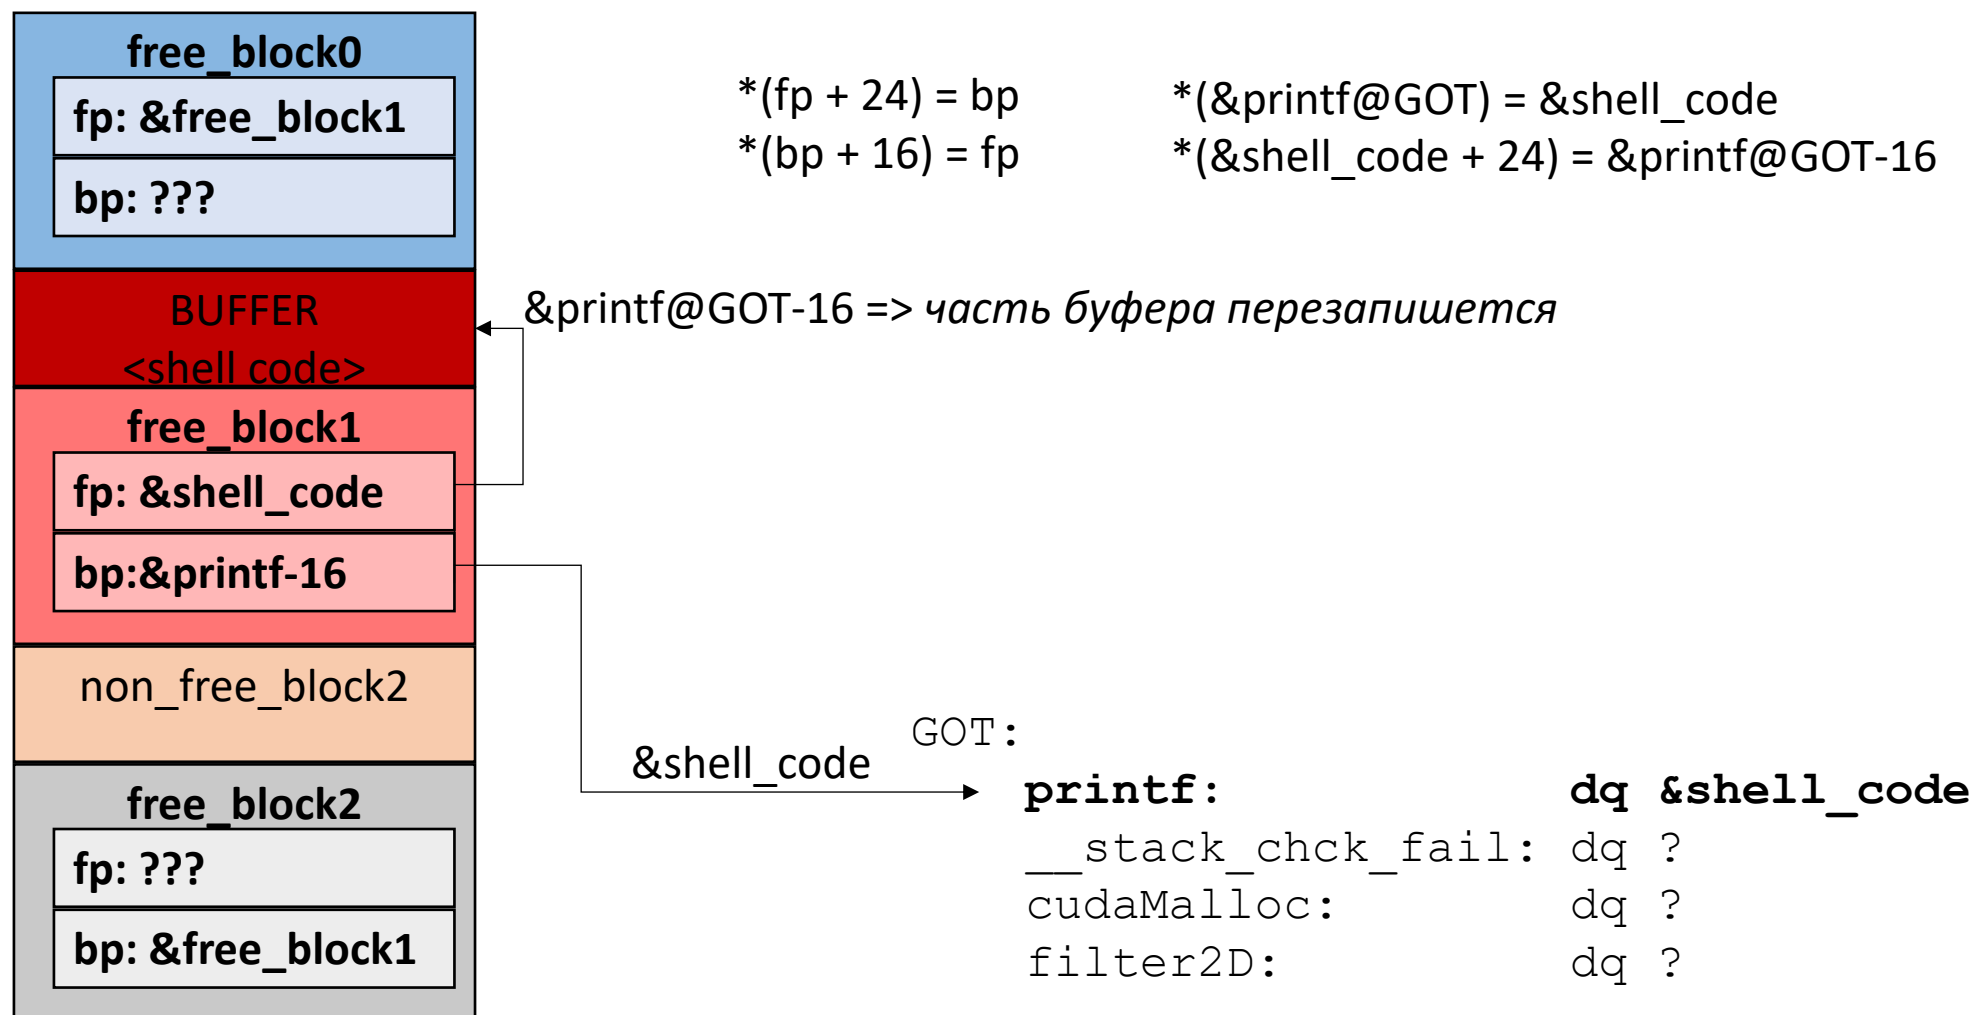 free_block0
fp: &free_block1
bp: ???
BUFFER
<shell code>
free_block1
fp: &shell_code
bp:&printf-16
non_free_block2
free_block2
fp: ???
bp: &free_block1
*(fp + 24) = bp
*(bp + 16) = fp
*(&printf@GOT) = &shell_code
*(&shell_code + 24) = &printf@GOT-16
&printf@GOT-16 => часть буфера перезапишется
&shell_code
GOT:
printf: dq &shell_code
__stack_chck_fail: dq ?
cudaMalloc: dq ?
filter2D: dq ?